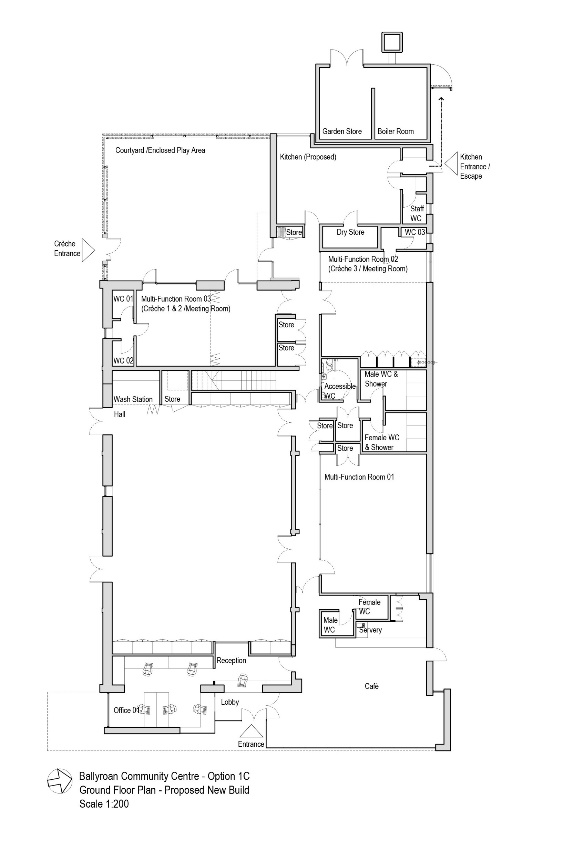 Garden Store
Boiler Room
Courtyard /Enclosed Play Area
Kitchen (Proposed)
Kitchen
Entrance /
Escape
Staff
WC
Store
Dry Store
WC 03
Crèche
Entrance
Multi-Function Room 02
(Crèche 3 / Meeting Room)
WC 01
Multi-Function Room 03
(Crèche 1 & 2 /Meeting Room)
Store
Store
WC 02
Male WC &
Shower
Accessible
WC
Wash Station
Store
Hall
Store
Store
Female WC
& Shower
Store
Multi-Function Room 01
Female
WC
Male
WC
Servery
Reception
Café
Office 01
Lobby
Entrance
Ballyroan Community Centre - Option 1C
Ground Floor Plan - Proposed New Build
Scale 1:200